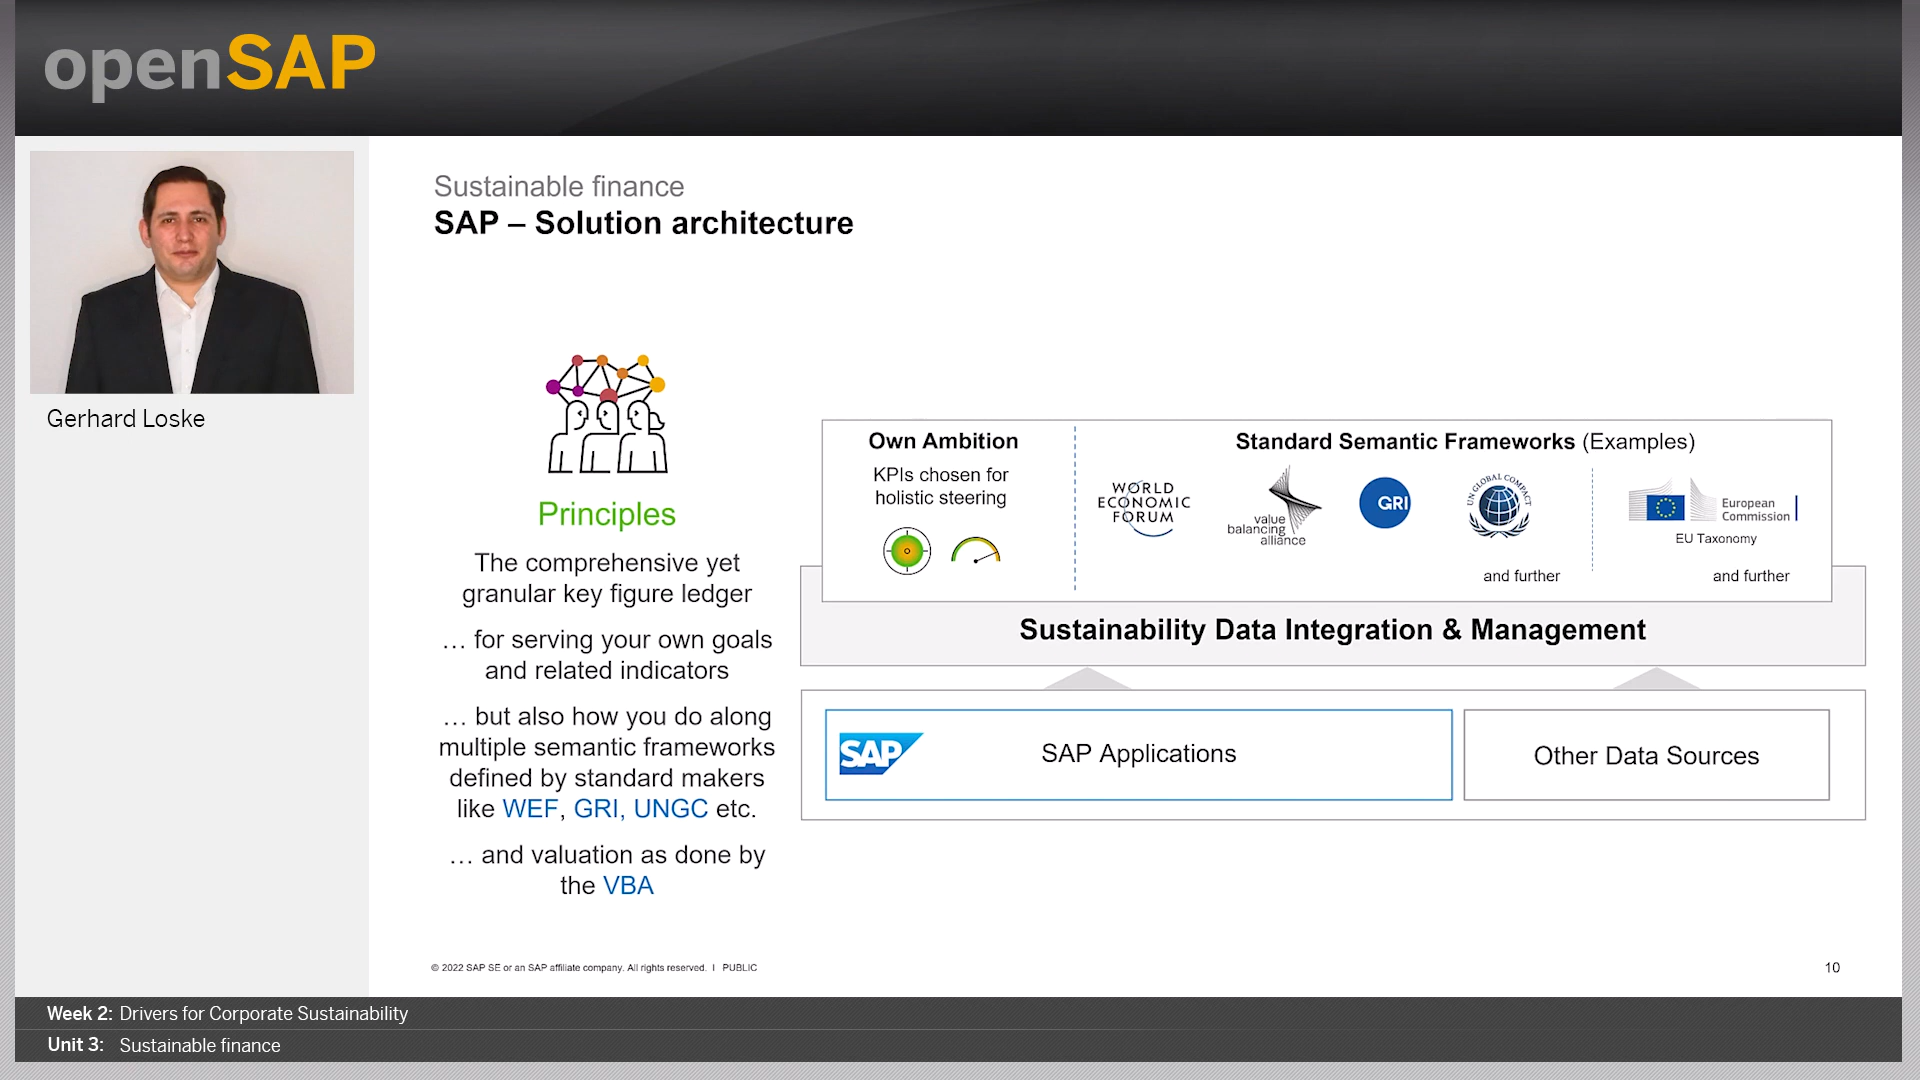 openSAP
Gerhard Loske
Sustainable finance
SAP – Solution architecture
Principles
The comprehensive yet
granular key figure ledger
… for serving your own goals
and related indicators
… but also how you do along
multiple semantic frameworks
defined by standard makers
like WEF, GRI, UNGC etc.
… and valuation as done by
the VBA
Own Ambition
KPIs chosen for
holistic steering
Standard Semantic Frameworks (Examples)
WORLD
ECONOMIC
FORUM
value
balancing
alliance
GRI
UN GLOBAL COMPACT
and further
European
Commission
EU Taxonomy
and further
Sustainability Data Integration & Management
SAP
SAP Applications
Other Data Sources
© 2022 SAP SE or an SAP affiliate company. All rights reserved. I PUBLIC
10
Week 2: Drivers for Corporate Sustainability
Unit 3: Sustainable finance